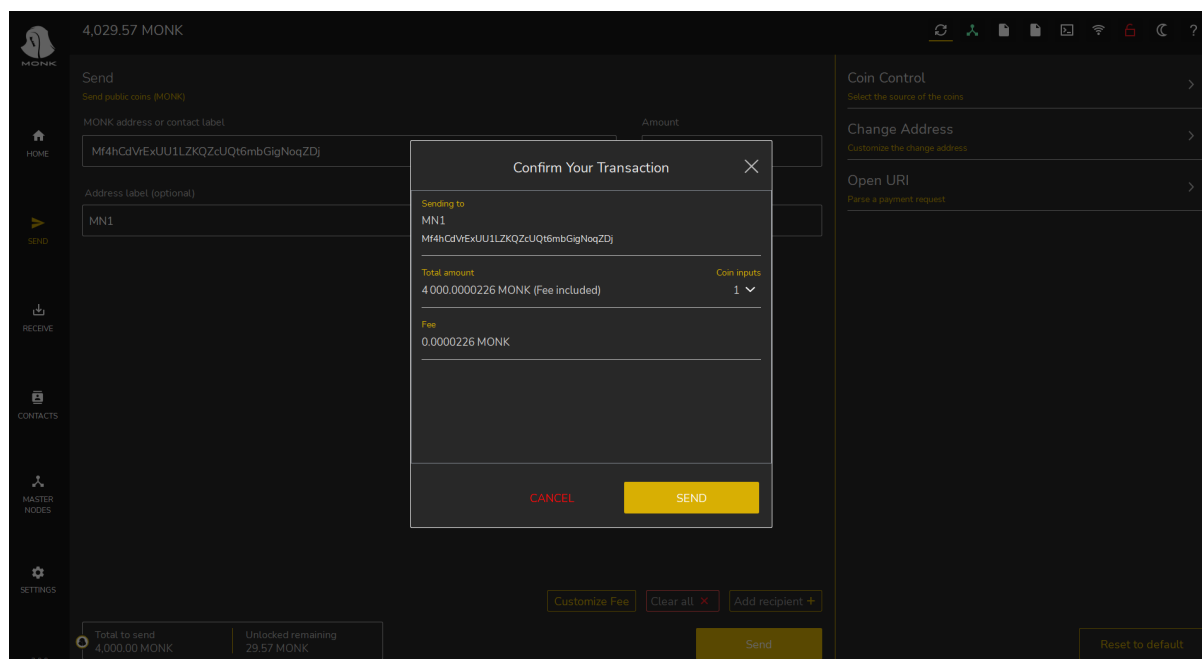 4,029.57 MONK
?
MONK
HOME
SEND
RECEIVE
CONTACTS
MASTER
NODES
SETTINGS
Send
Send public coins (MONK)
MONK address or contact label
Amount
Mf4hCdVrExUU1LZKQZcUQt6mbGigNoqZDj
Address label (optional)
MN1
Coin Control
Select the source of the coins
Change Address
Customize the change address
Open URI
Parse a payment request
Confirm Your Transaction
Sending to
MN1
Mf4hCdVrExUU1LZKQZcUQt6mbGigNoqZDj
Total amount
Coin inputs
4 000.0000226 MONK (Fee included)
1
Fee
0.0000226 MONK
CANCEL
SEND
Customize Fee
Clear all ×
Add recipient +
Total to send
4,000.00 MONK
Unlocked remaining
29.57 MONK
Send
Reset to default